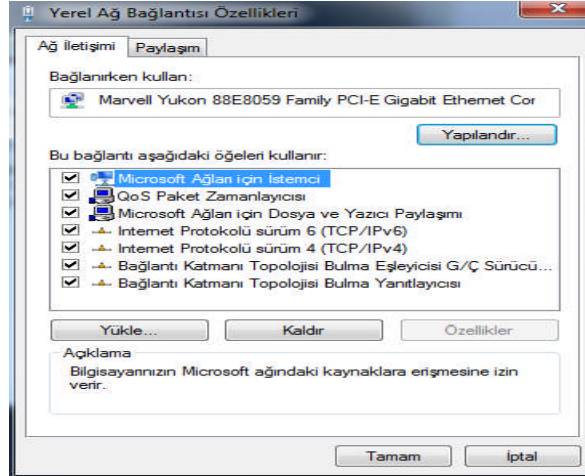 Yerel Ağ Bağlantısı Özellikleri
Ağ İletişimi Paylaşım
Bağlanırken kullan:
Marvell Yukon 88E8059 Family PCI-E Gigabit Ethernet Cor
Yapılandır...
Bu bağlantı aşağıdaki öğeleri kullanır:
Microsoft Ağları için İstemci
QoS Paket Zamanlayıcısı
Microsoft Ağları için Dosya ve Yazıcı Paylaşımı
Internet Protokolü sürüm 6 (TCP/IPv6)
Internet Protokolü sürüm 4 (TCP/IPv4)
Bağlantı Katmanı Topolojisi Bulma Eşleyicisi G/Ç Sürücü...
Bağlantı Katmanı Topolojisi Bulma Yanıtlayıcısı
Yükle... Kaldır Özellikler
Açıklama
Bilgisayarınızın Microsoft ağındaki kaynaklara erişmesine izin
verir.
Tamam İptal